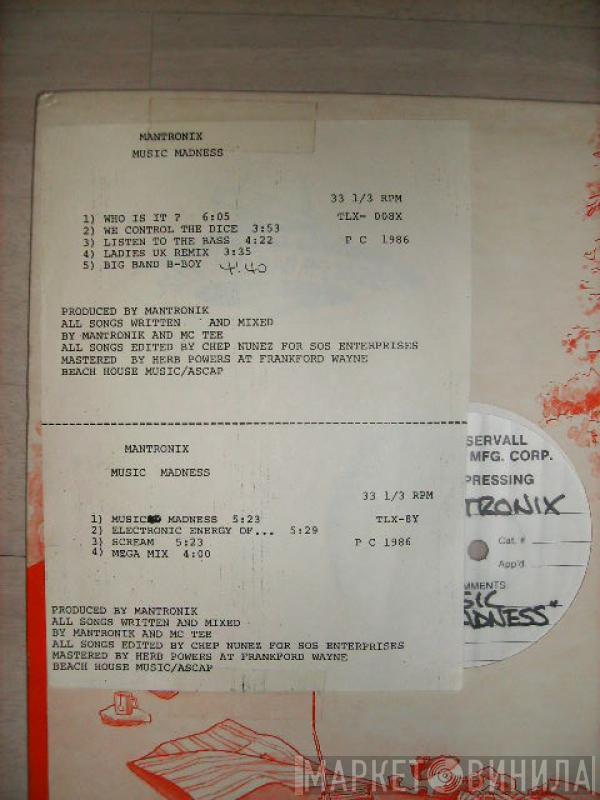 MANTRONIX
MUSIC MADNESS
33 1/3 RPM
1) WHO IS IT ? 6:05 TLX- 008X
2) WE CONTROL THE DICE 3:53
3) LISTEN TO THE BASS 4:22 P C 1986
4) LADIES UK REMIX 3:35
5) BIG BAND B-BOY 4:40
PRODUCED BY MANTRONIK
ALL SONGS WRITTEN AND MIXED
BY MANTRONIK AND MC TEE
ALL SONGS EDITED BY CHEP NUNEZ FOR SOS ENTERPRISES
MASTERED BY HERB POWERS AT FRANKFORD WAYNE
BEACH HOUSE MUSIC/ASCAP
MANTRONIX
MUSIC MADNESS
33 1/3 RPM
1) MUSIC MADNESS 5:23 TLX-8Y
2) ELECTRONIC ENERGY OF... 5:29
3) SCREAM 5:23 P C 1986
4) MEGA MIX 4:00
PRODUCED BY MANTRONIK
ALL SONGS WRITTEN AND MIXED
BY MANTRONIK AND MC TEE
ALL SONGS EDITED BY CHEP NUNEZ FOR SOS ENTERPRISES
MASTERED BY HERB POWERS AT FRANKFORD WAYNE
BEACH HOUSE MUSIC/ASCAP
SERVALL
MFG. CORP.
PRESSING
TRONIX
Cat. #
App'd
MMENTS
SIC
ADNESS"
МАРКЕТ ВИНИЛА